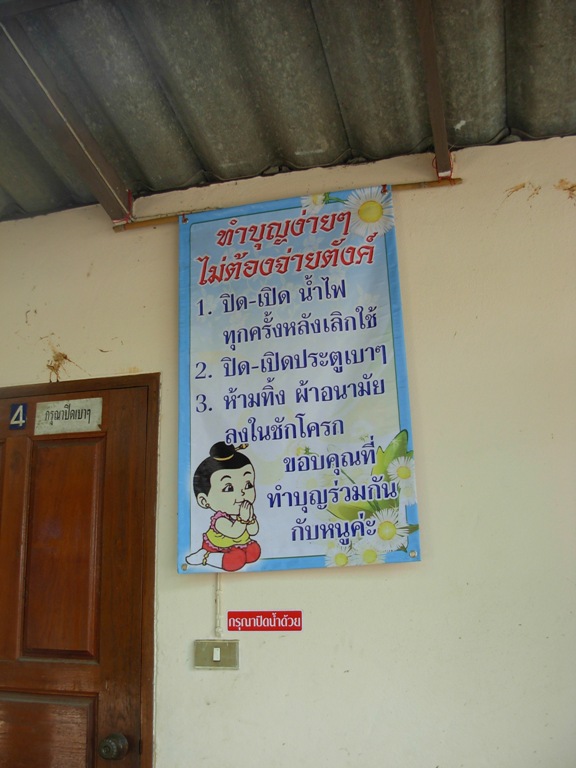 ทำบุญง่ายๆ
ไม่ต้องจ่ายตังค์
1. ปิด-เปิด น้ำไฟ
ทุกครั้งหลังเลิกใช้
2. ปิด-เปิดประตูเบาๆ
3. ห้ามทิ้ง ผ้าอนามัย
ลงในชักโครก
ขอบคุณที่
ทำบุญร่วมกัน
กับหนูค่ะ
4
กรุณาปิดเบาๆ
กรุณาปิดน้ำด้วย